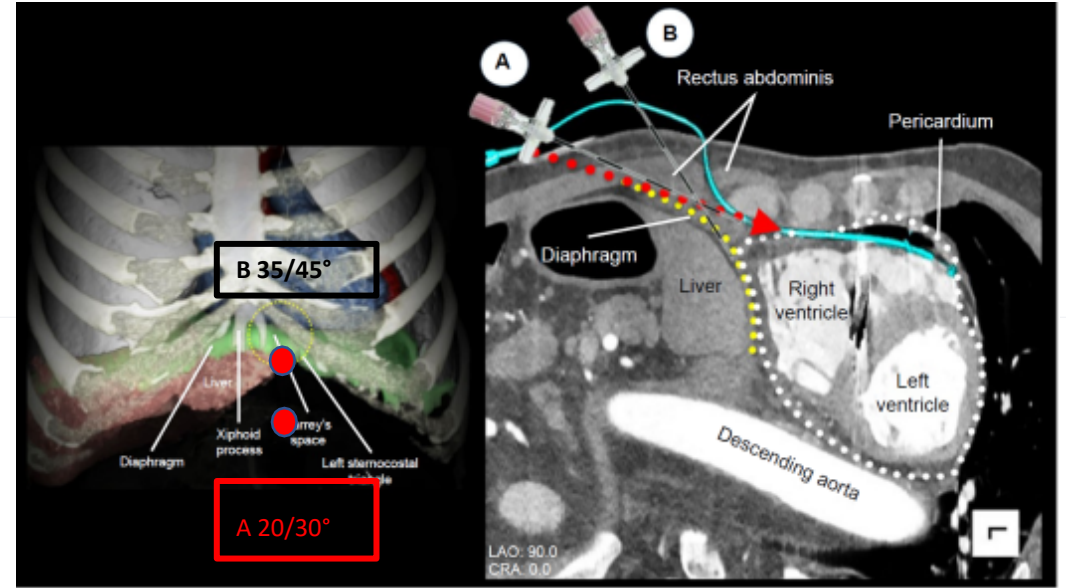 B 35/45°
Liver
Xiphoid
process
space
Diaphragm
Left sternocostal
A 20/30°
A
B
Rectus abdominis
Pericardium
Diaphragm
Liver
Right
ventricle
Left
ventricle
Descending aorta
LAO: 90.0
CRA: 0.0
L